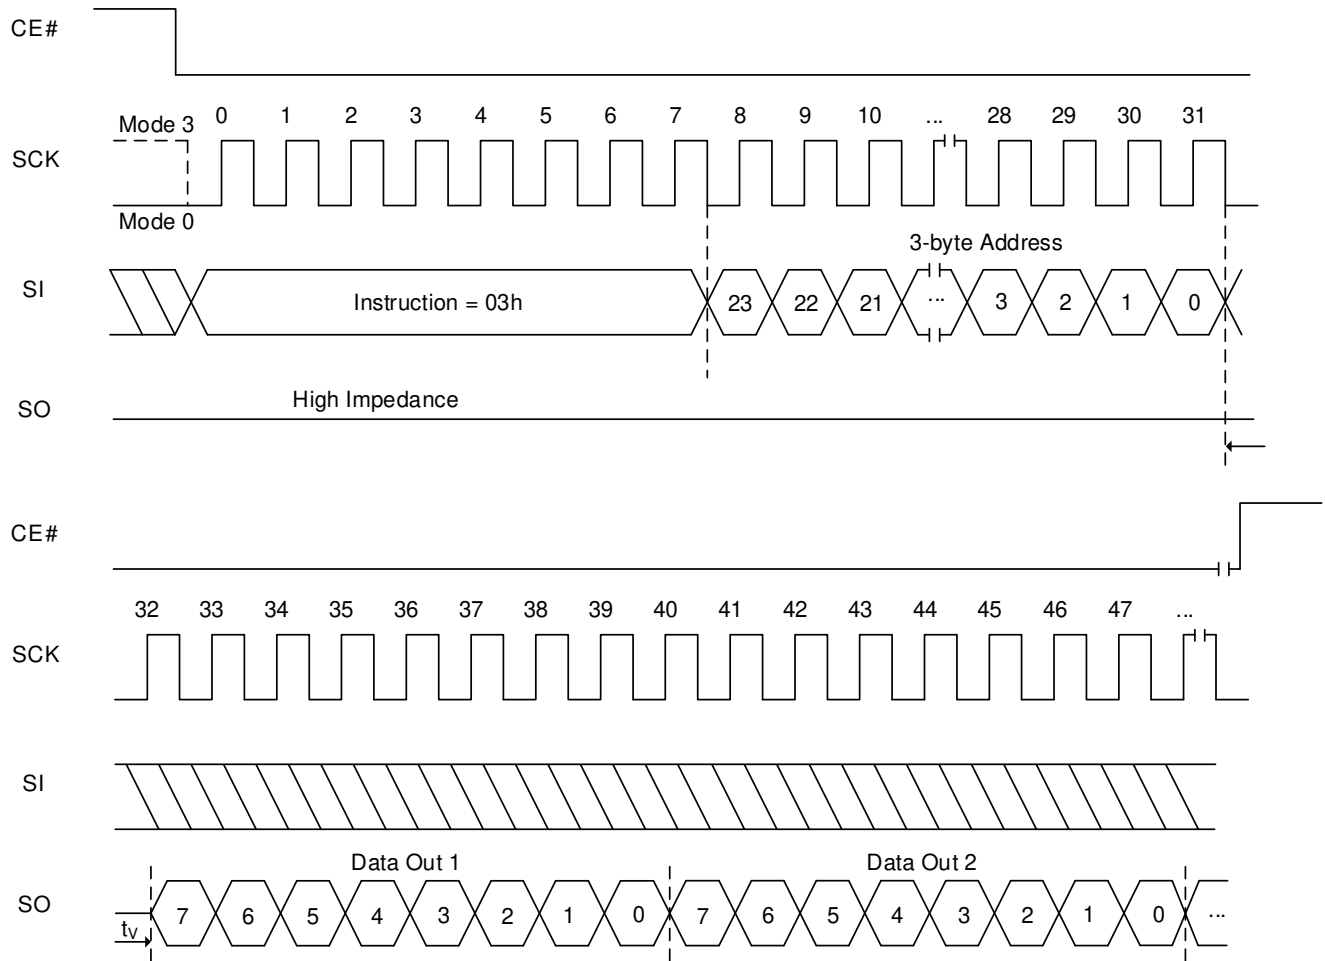 CE#
0 1 2 3 4 5 6 7 8 9 10 ... 28 29 30 31
Mode 3
SCK
Mode 0
3-byte Address
SI
Instruction = 03h 23 22 21 ... 3 2 1 0
High Impedance
SO
CE#
32 33 34 35 36 37 38 39 40 41 42 43 44 45 46 47 ...
SCK
SI
Data Out 1 Data Out 2
SO
7 6 5 4 3 2 1 0 7 6 5 4 3 2 1 0 ...
tV